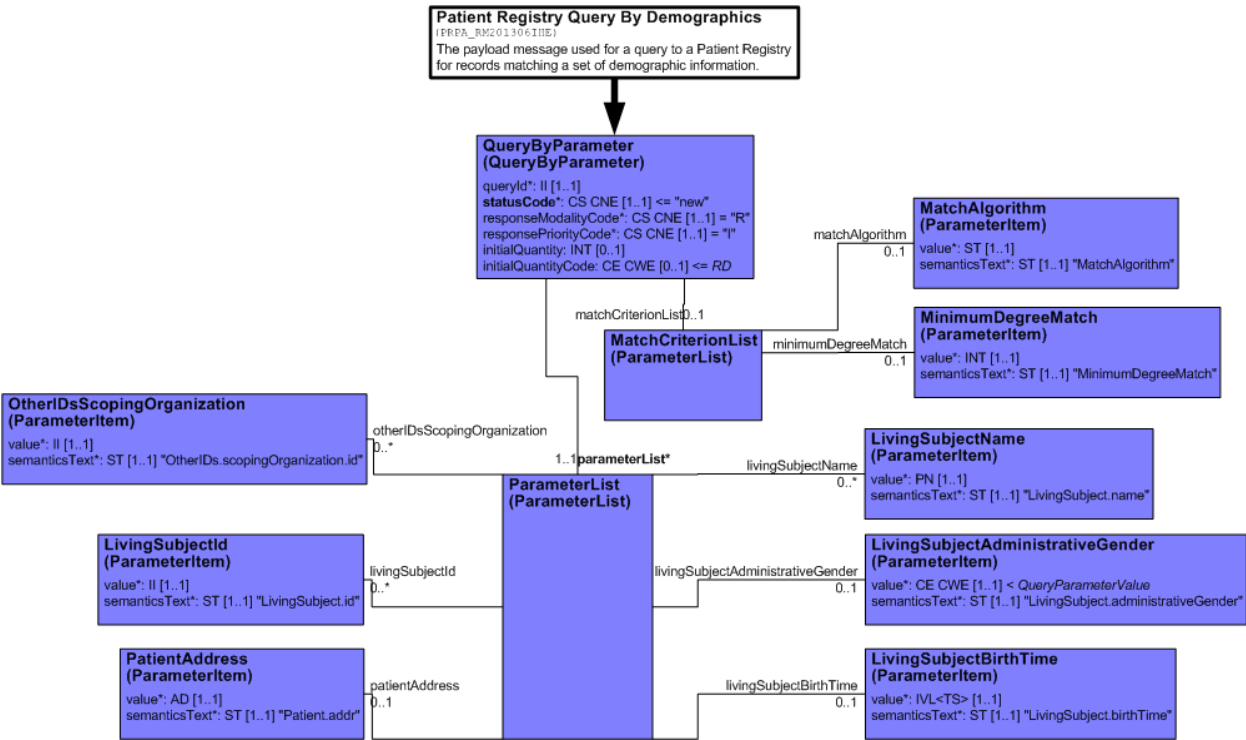 Patient Registry Query By Demographics
(PRPA_RM201306IHE)
The payload message used for a query to a Patient Registry
for records matching a set of demographic information.
QueryByParameter
(QueryByParameter)
queryId*: II [1..1]
statusCode*: CS CNE [1..1] <= "new"
responseModalityCode*: CS CNE [1..1] = "R"
responsePriorityCode*: CS CNE [1..1] = "I"
initialQuantity: INT [0..1]
initialQuantityCode: CE CWE [0..1] <= RD
matchAlgorithm
0..1
MatchAlgorithm
(ParameterItem)
value*: ST [1..1]
semanticsText*: ST [1..1] "MatchAlgorithm"
matchCriterionList0..1
MatchCriterionList
(ParameterList)
minimumDegreeMatch
0..1
MinimumDegreeMatch
(ParameterItem)
value*: INT [1..1]
semanticsText*: ST [1..1] "MinimumDegreeMatch"
OtherIDsScopingOrganization
(ParameterItem)
value*: II [1..1]
semanticsText*: ST [1..1] "OtherIDs.scopingOrganization.id"
otherIDsScopingOrganization
0..*
1..1parameterList*
ParameterList
(ParameterList)
livingSubjectName
0..*
LivingSubjectName
(ParameterItem)
value*: PN [1..1]
semanticsText*: ST [1..1] "LivingSubject.name"
LivingSubjectId
(ParameterItem)
value*: II [1..1]
semanticsText*: ST [1..1] "LivingSubject.id"
livingSubjectId
0..*
livingSubjectAdministrativeGender
0..1
LivingSubjectAdministrativeGender
(ParameterItem)
value*: CE CWE [1..1] < QueryParameterValue
semanticsText*: ST [1..1] "LivingSubject.administrativeGender"
PatientAddress
(ParameterItem)
value*: AD [1..1]
semanticsText*: ST [1..1] "Patient.addr"
patientAddress
0..1
livingSubjectBirthTime
0..1
LivingSubjectBirthTime
(ParameterItem)
value*: IVL<TS> [1..1]
semanticsText*: ST [1..1] "LivingSubject.birthTime"